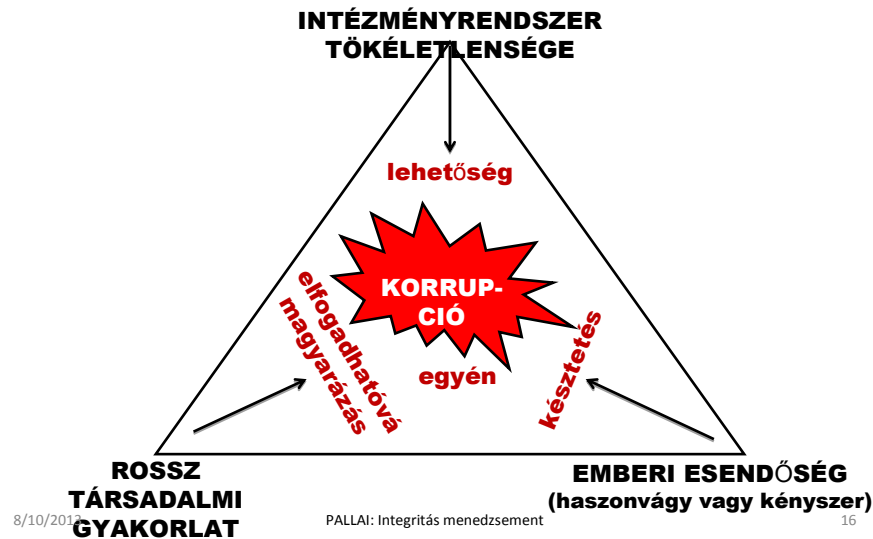 INTÉZMÉNYRENDSZER
TÖKÉLETLENSÉGE
lehetőség
KORRUP-
CIÓ
elfogadhatóvá
magyarázás
egyén
késztetés
ROSSZ
TÁRSADALMI
GYAKORLAT
EMBERI ESENDŐSÉG
(haszonvágy vagy kényszer)
8/10/2013
PALLAI: Integritás menedzsement
16